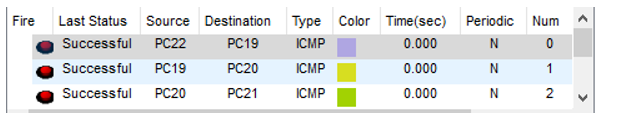 Fire Last Status Source Destination Type Color Time(sec) Periodic Num
Successful PC22 PC19 ICMP 0.000 N 0
Successful PC19 PC20 ICMP 0.000 N 1
Successful PC20 PC21 ICMP 0.000 N 2